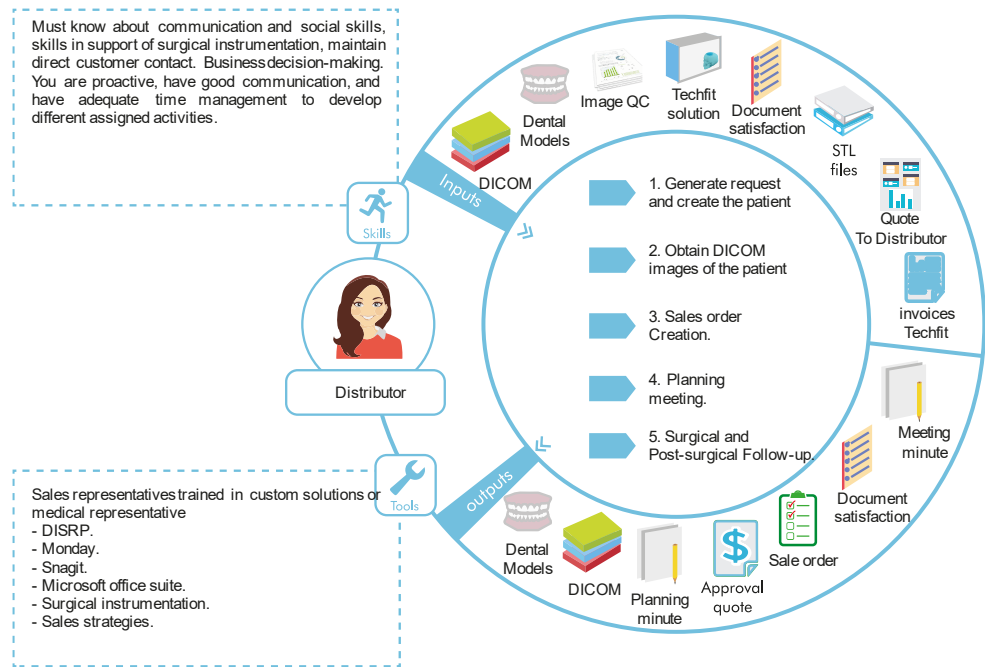 Must know about communication and social skills,
skills in support of surgical instrumentation, maintain
direct customer contact. Business decision-making.
You are proactive, have good communication, and
have adequate time management to develop
different assigned activities.
Skills
Distributor
Tools
Sales representatives trained in custom solutions or
medical representative
- DISRP.
- Monday.
- Snagit.
- Microsoft office suite.
- Surgical instrumentation.
- Sales strategies.
Inputs
DICOM
Dental
Models
Image QC
Techfit
solution
Document
satisfaction
STL
files
Quote
To Distributor
invoices
Techfit
1. Generate request
and create the patient
2. Obtain DICOM
images of the patient
3. Sales order
Creation.
4. Planning
meeting.
5. Surgical and
Post-surgical Follow-up.
outputs
Dental
Models
DICOM
Planning
minute
Approval
quote
Sale order
Document
satisfaction
Meeting
minute